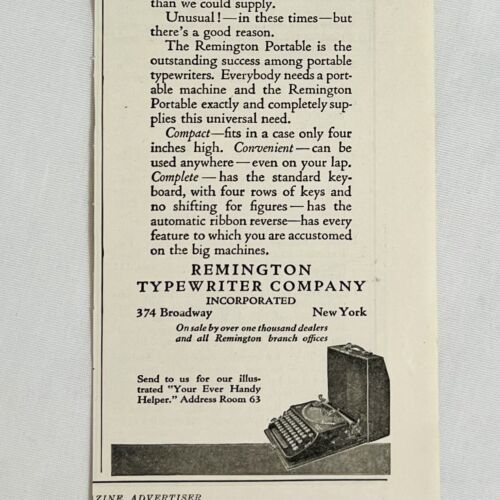 than we could supply.
Unusual!—in these times—but
there's a good reason.
The Remington Portable is the
outstanding success among portable
typewriters. Everybody needs a port-
able machine and the Remington
Portable exactly and completely sup-
plies this universal need.
Compact—fits in a case only four
inches high. Convenient—can be
used anywhere—even on your lap.
Complete—has the standard key-
board, with four rows of keys and
no shifting for figures—has the
automatic ribbon reverse—has every
feature to which you are accustomed
on the big machines.
REMINGTON
TYPEWRITER COMPANY
INCORPORATED
374 Broadway New York
On sale by over one thousand dealers
and all Remington branch offices
Send to us for our illus-
trated "Your Ever Handy
Helper." Address Room 63
ZINE ADVERTISER